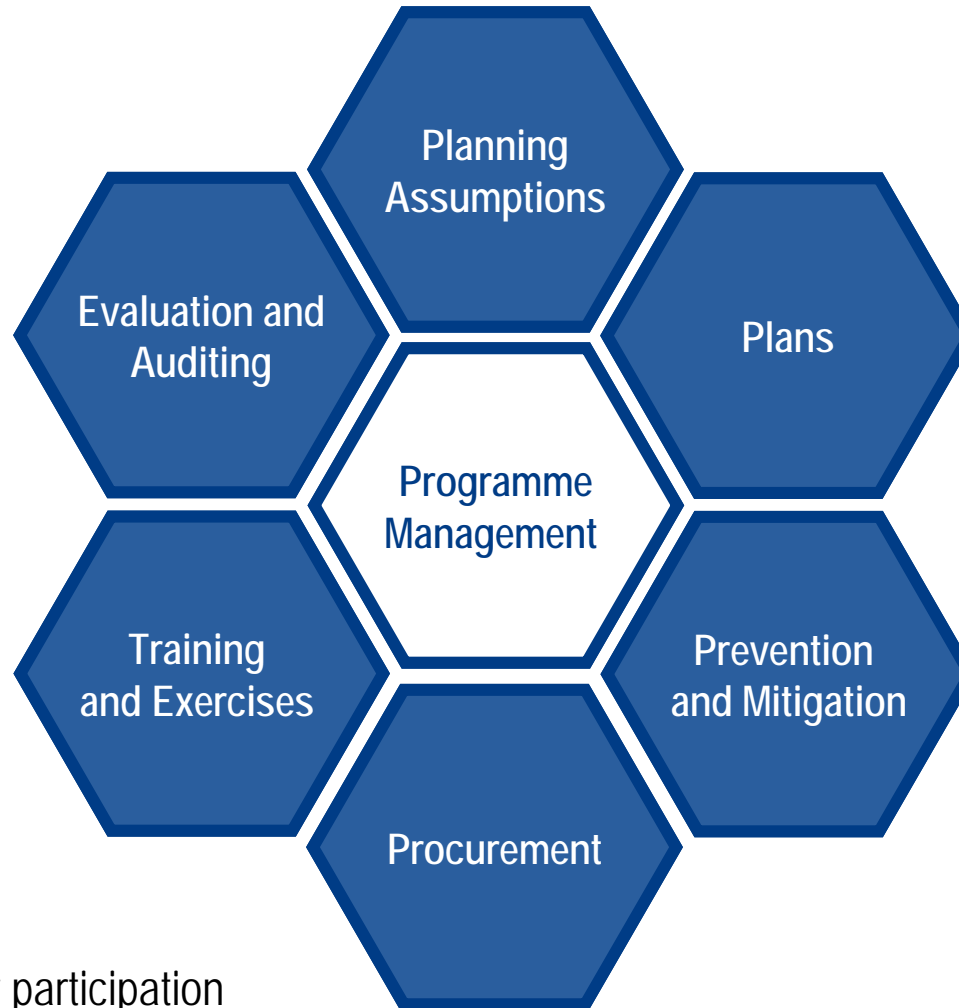 Planning
Assumptions
Evaluation and
Auditing
Plans
Programme
Management
Training
and Exercises
Prevention
and Mitigation
Procurement
participation